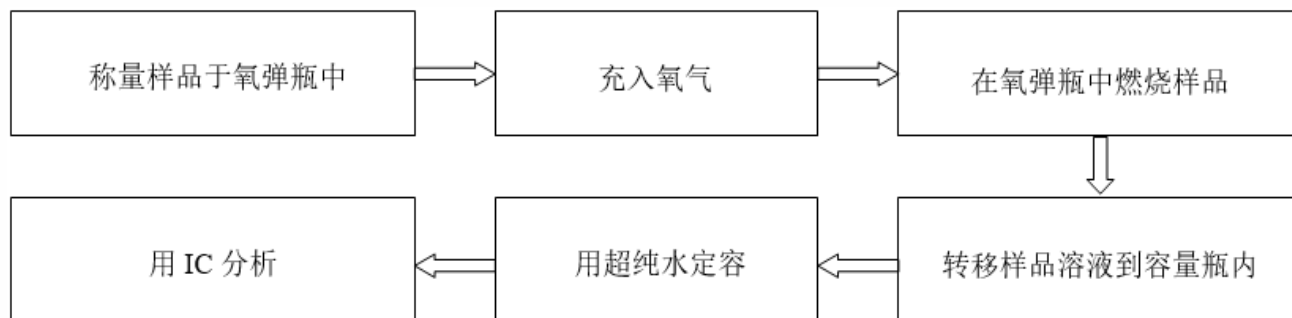 称量样品于氧弹瓶中
充入氧气
在氧弹瓶中燃烧样品
转移样品溶液到容量瓶内
用超纯水定容
用 IC 分析